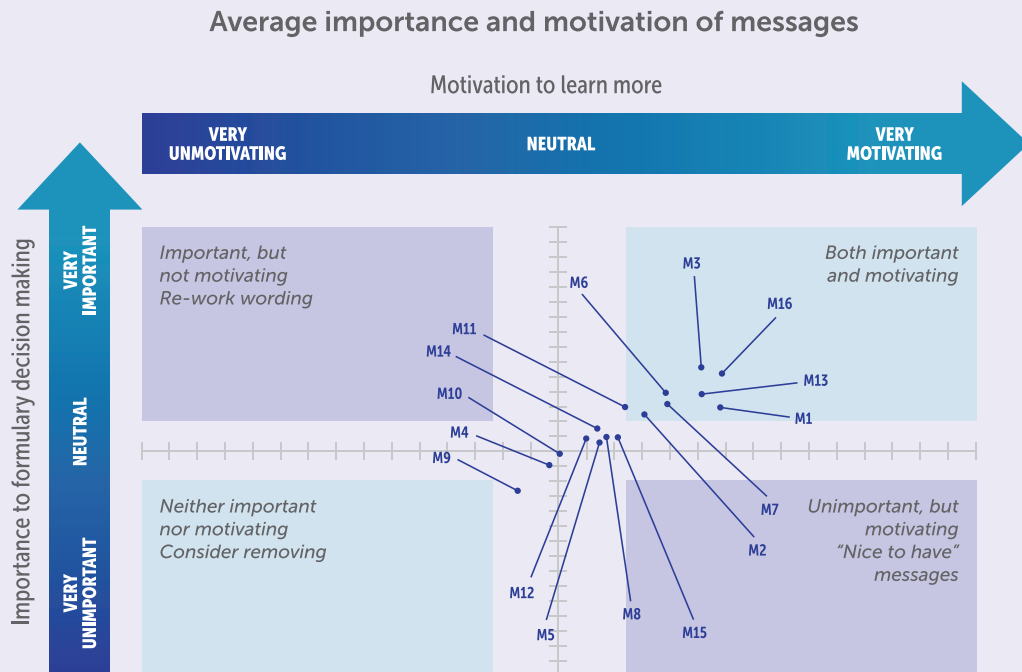 Average importance and motivation of messages
Motivation to learn more
VERY
UNMOTIVATING
NEUTRAL
VERY
MOTIVATING
Importance to formulary decision making
VERY
IMPORTANT
NEUTRAL
VERY
UNIMPORTANT
Important, but
not motivating
Re-work wording
Both important
and motivating
M3
M6
M16
M11
M14
M13
M10
M1
M4
M9
Neither important
nor motivating
Consider removing
Unimportant, but
motivating
“Nice to have”
messages
M7
M2
M12
M8
M5
M15